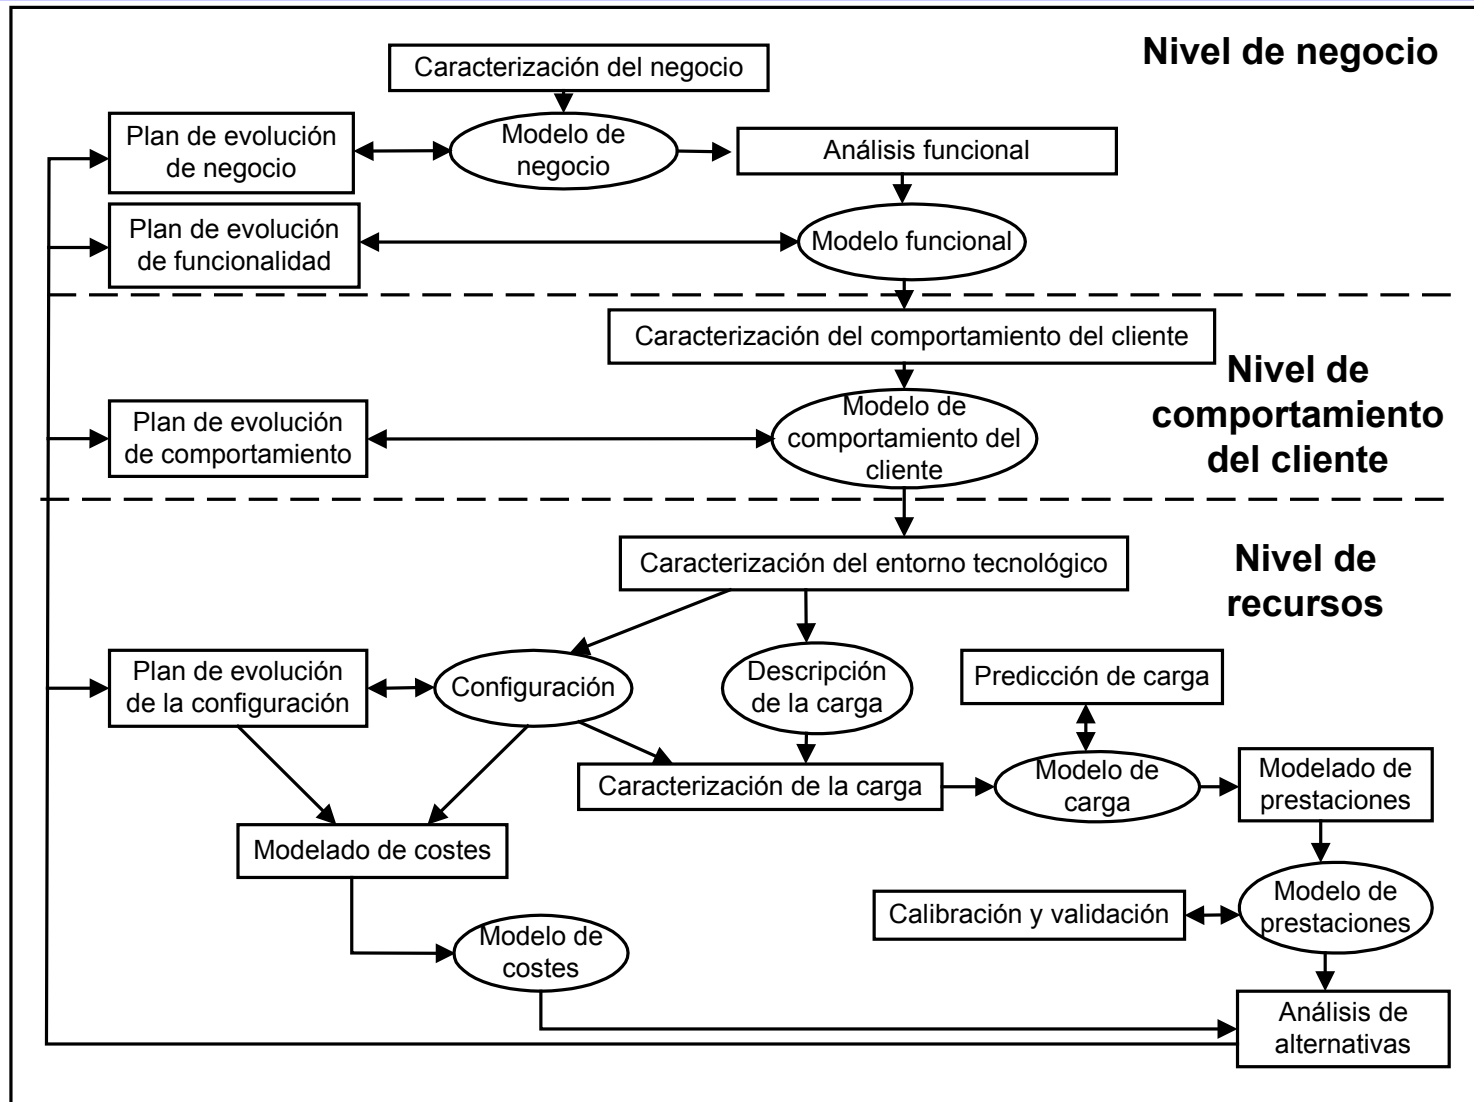 Nivel de negocio
Caracterización del negocio
Plan de evolución
de negocio
Modelo de
negocio
Análisis funcional
Plan de evolución
de funcionalidad
Modelo funcional
Caracterización del comportamiento del cliente
Nivel de
comportamiento
del cliente
Plan de evolución
de comportamiento
Modelo de
comportamiento del
cliente
Caracterización del entorno tecnológico
Nivel de
recursos
Plan de evolución
de la configuración
Configuración
Descripción
de la carga
Predicción de carga
Caracterización de la carga
Modelo de
carga
Modelado de
prestaciones
Modelado de costes
Calibración y validación
Modelo de
prestaciones
Modelo de
costes
Análisis de
alternativas